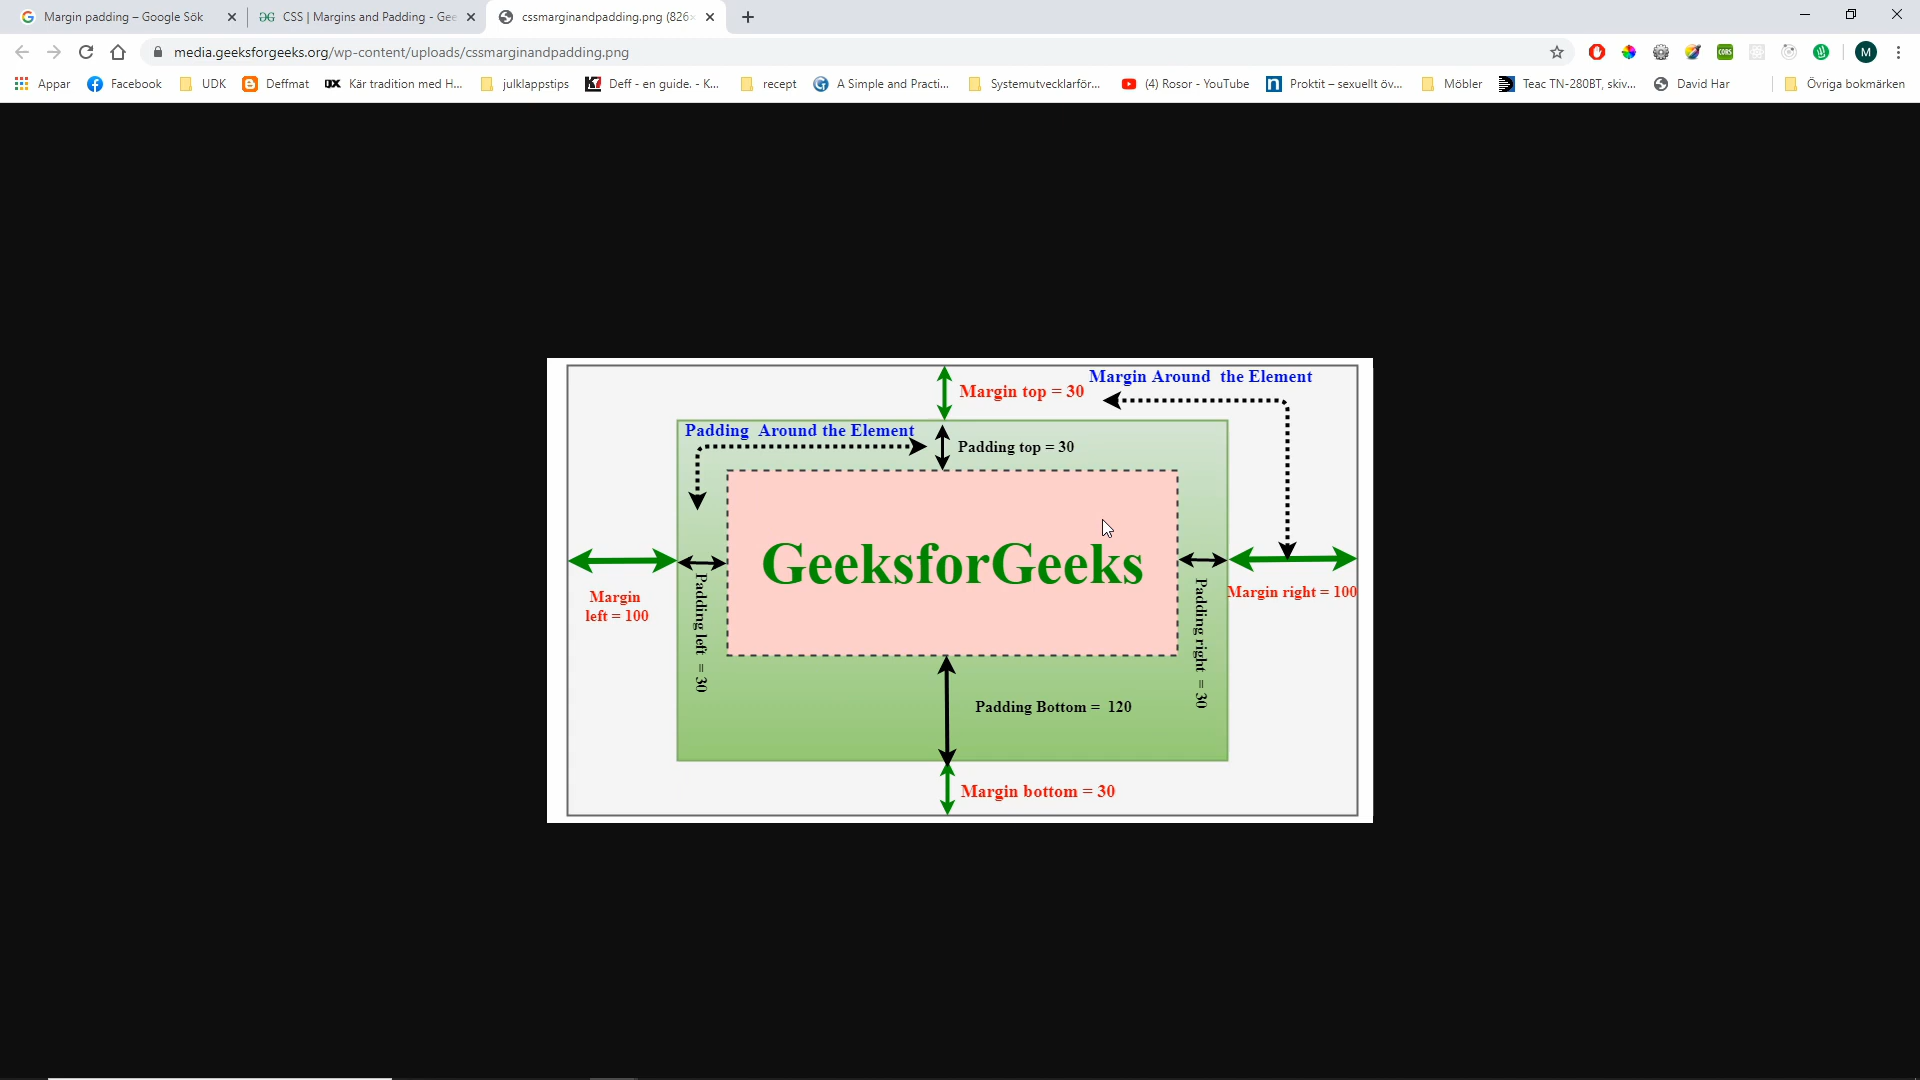 Margin padding – Google Sök
CSS | Margins and Padding - Gee
cssmarginandpadding.png (826×
media.geeksforgeeks.org/wp-content/uploads/cssmarginandpadding.png
CORS
M
Appar
Facebook
UDK
Deffmat
Kär tradition med H...
julklappstips
Deff - en guide. - K...
recept
A Simple and Practi...
Systemutvecklarför...
(4) Rosor - YouTube
Proktit – sexuellt öv...
Möbler
Teac TN-280BT, skiv...
David Har
Övriga bokmärken
Margin Around the Element
Margin top = 30
Padding Around the Element
Padding top = 30
GeeksforGeeks
Margin
left = 100
Padding left = 30
Padding right = 30
Margin right = 100
Padding Bottom = 120
Margin bottom = 30